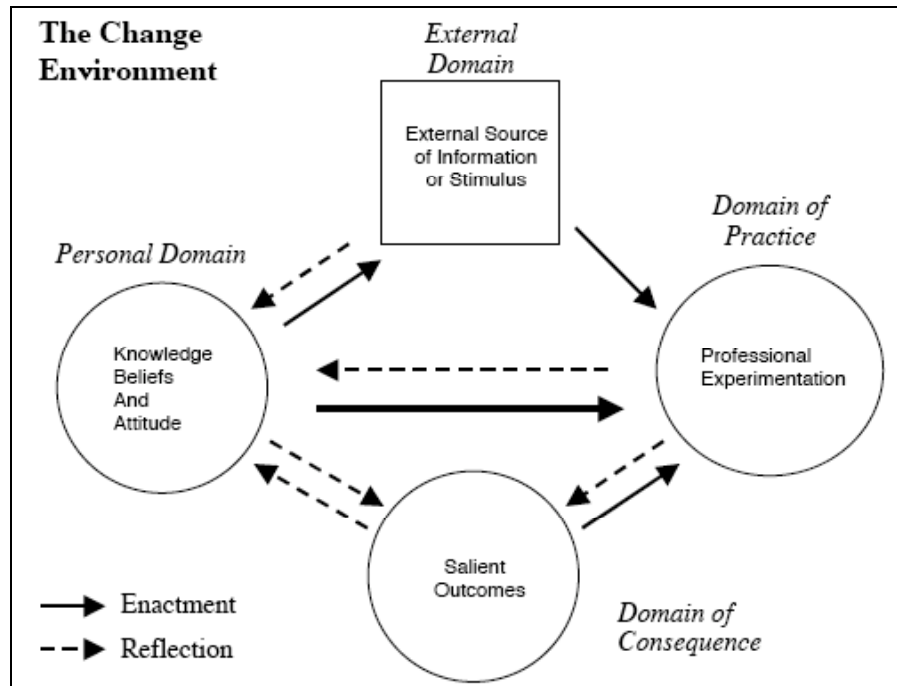 The Change
Environment
External
Domain
External Source
of Information
or Stimulus
Domain of
Practice
Personal Domain
Knowledge
Beliefs
And
Attitude
Professional
Experimentation
Salient
Outcomes
Domain of
Consequence
Enactment
Reflection